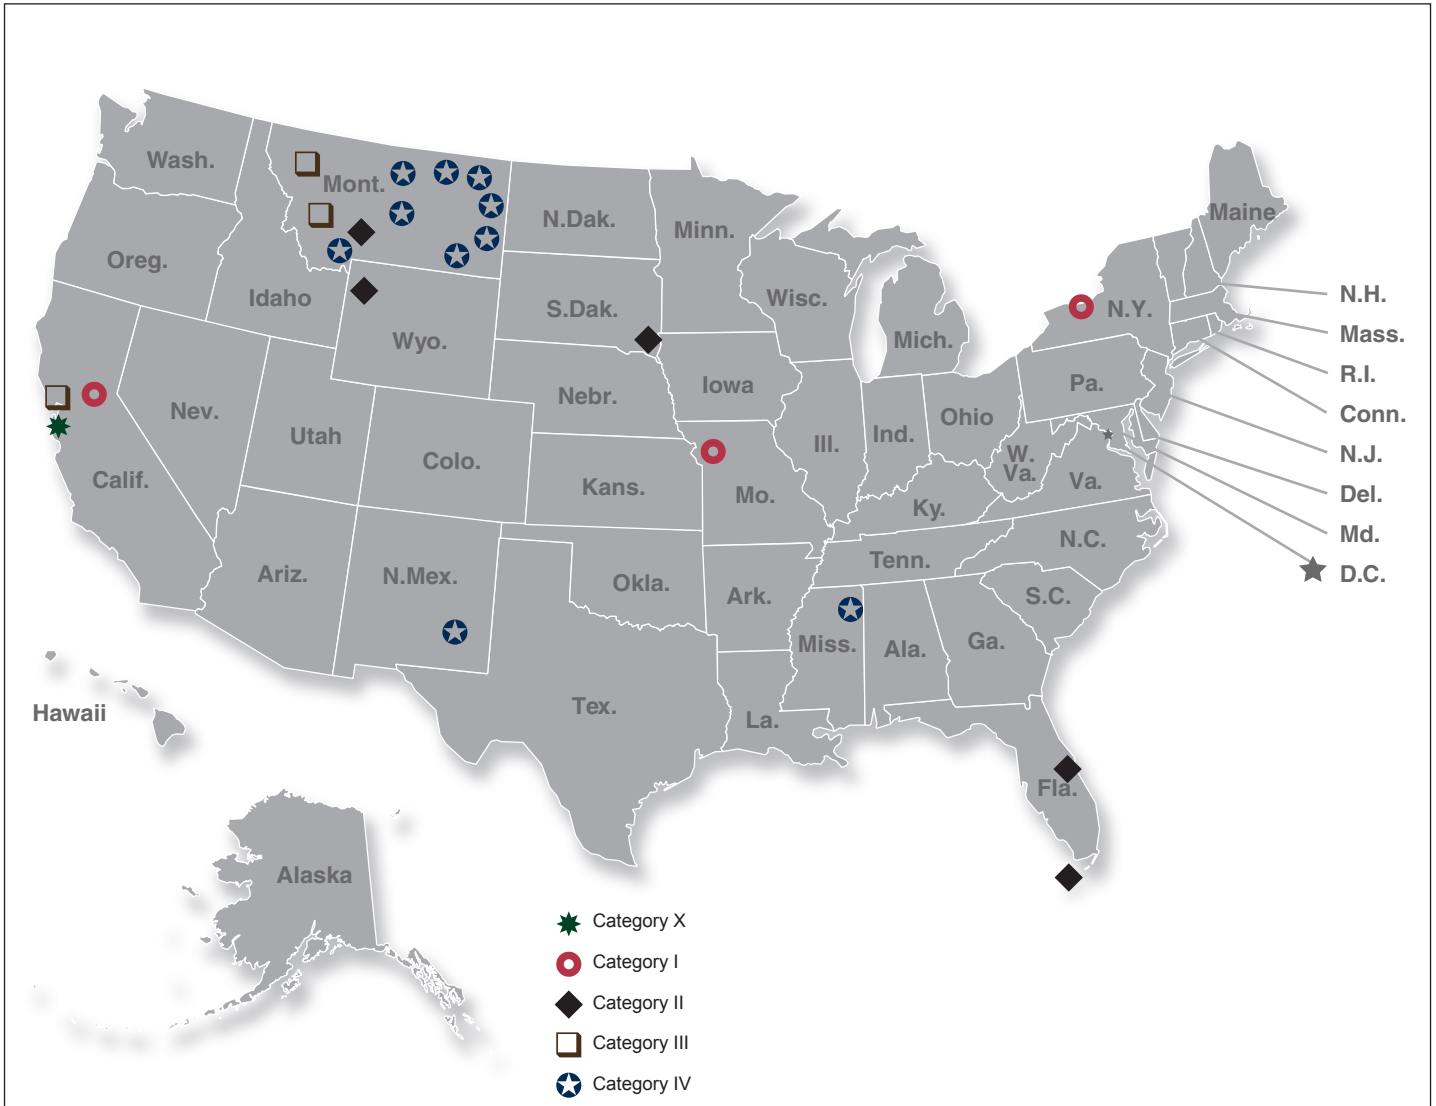 Wash.
Mont.
N.Dak.
Minn.
Maine
Oreg.
Idaho
S.Dak.
Wisc.
N.Y.
N.H.
Wyo.
Mich.
Mass.
Nev.
Nebr.
Iowa
Pa.
R.I.
Conn.
Utah
Colo.
Ill.
Ind.
Ohio
N.J.
Calif.
Kans.
Mo.
W.
Va.
Va.
Del.
Ky.
Md.
Ariz.
N.Mex.
Okla.
Ark.
Tenn.
N.C.
D.C.
S.C.
Miss.
Ala.
Ga.
Hawaii
Tex.
La.
Fla.
Alaska
Category X
Category I
Category II
Category III
Category IV